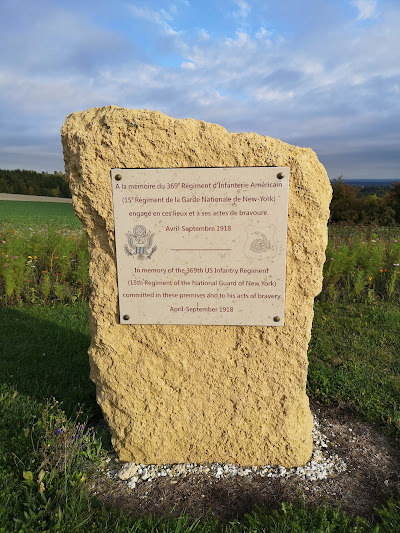 A la mémoire du 369e Régiment d'Infanterie Américain
(15e Régiment de la Garde Nationale de New-York)
engagé en ces lieux et à ses actes de bravoure.
Avril-Septembre 1918
In memory of the 369th US Infantry Regiment
(15th Regiment of the National Guard of New York)
committed in these premises and to his acts of bravery.
April-September 1918